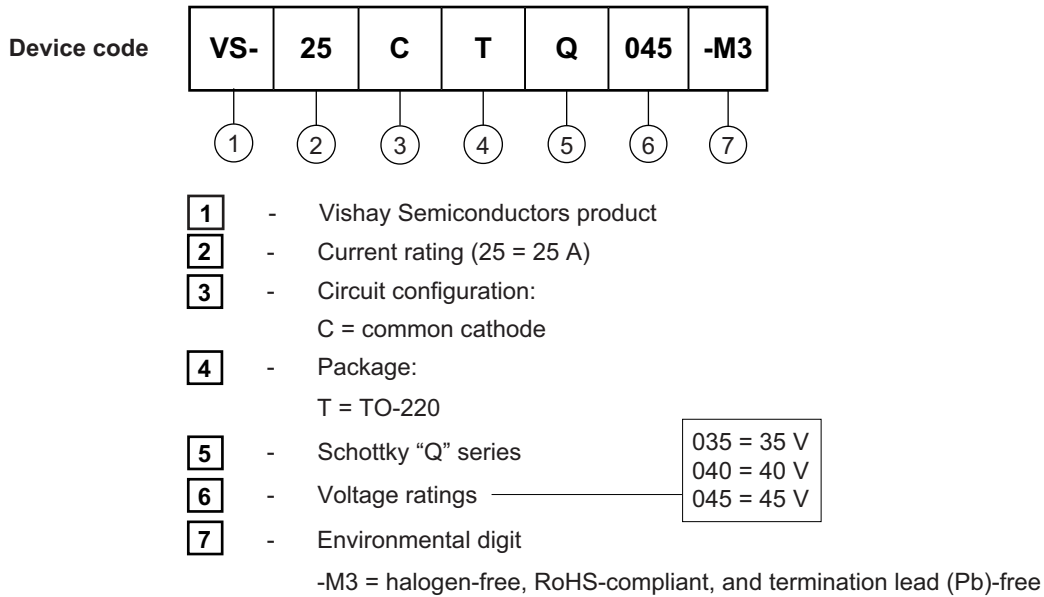 Device code
VS- 25 C T Q 045 -M3
1 2 3 4 5 6 7
1 - Vishay Semiconductors product
2 - Current rating (25 = 25 A)
3 - Circuit configuration:
C = common cathode
4 - Package:
T = TO-220
5 - Schottky “Q” series
6 - Voltage ratings
035 = 35 V
040 = 40 V
045 = 45 V
7 - Environmental digit
-M3 = halogen-free, RoHS-compliant, and termination lead (Pb)-free